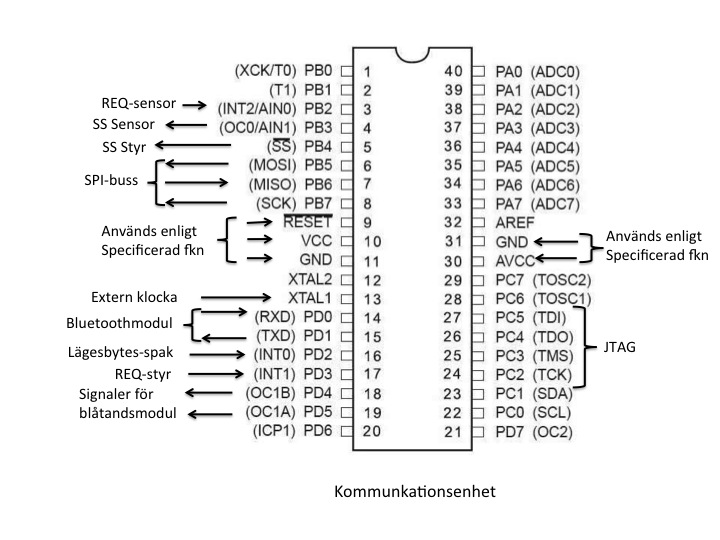 (XCK/T0) PB0 1 40 PA0 (ADC0)
(T1) PB1 2 39 PA1 (ADC1)
REQ-sensor (INT2/AIN0) PB2 3 38 PA2 (ADC2)
SS Sensor (OC0/AIN1) PB3 4 37 PA3 (ADC3)
SS Styr (SS) PB4 5 36 PA4 (ADC4)
(MOSI) PB5 6 35 PA5 (ADC5)
SPI-buss (MISO) PB6 7 34 PA6 (ADC6)
(SCK) PB7 8 33 PA7 (ADC7)
Används enligt RESET 9 32 AREF
Specificerad fkn VCC 10 31 GND Används enligt
GND 11 30 AVCC Specificerad fkn
XTAL2 12 29 PC7 (TOSC2)
Extern klocka XTAL1 13 28 PC6 (TOSC1)
Bluetoothmodul (RXD) PD0 14 27 PC5 (TDI)
(TXD) PD1 15 26 PC4 (TDO) JTAG
Lägesbytes-spak (INT0) PD2 16 25 PC3 (TMS)
REQ-styr (INT1) PD3 17 24 PC2 (TCK)
Signaler för (OC1B) PD4 18 23 PC1 (SDA)
blåtandsmodul (OC1A) PD5 19 22 PC0 (SCL)
(ICP1) PD6 20 21 PD7 (OC2)
Kommunkationsenhet